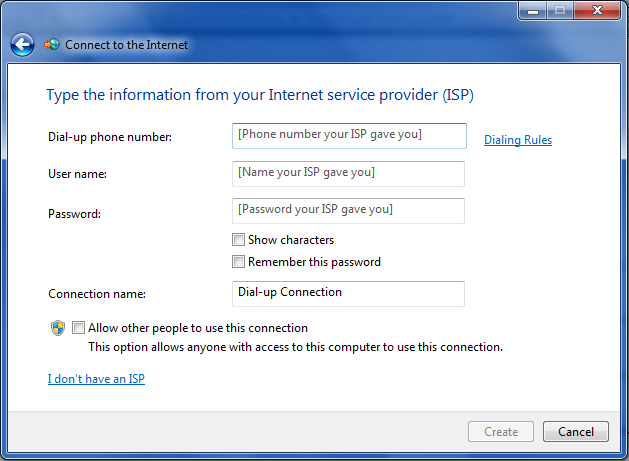 Connect to the Internet
Type the information from your Internet service provider (ISP)
Dial-up phone number: [Phone number your ISP gave you] Dialing Rules
User name: [Name your ISP gave you]
Password: [Password your ISP gave you]
Show characters
Remember this password
Connection name: Dial-up Connection
Allow other people to use this connection
This option allows anyone with access to this computer to use this connection.
I don't have an ISP
Create Cancel